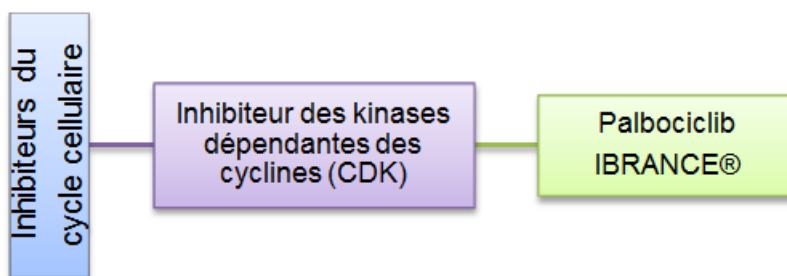 Inhibiteurs du
cycle cellulaire
Inhibiteur des kinases
dépendantes des
cyclines (CDK)
Palbociclib
IBRANCE®